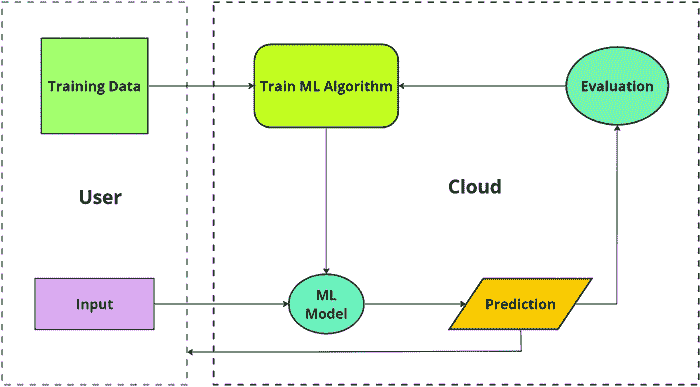 Training Data
Train ML Algorithm
Evaluation
User
Cloud
Input
ML
Model
Prediction